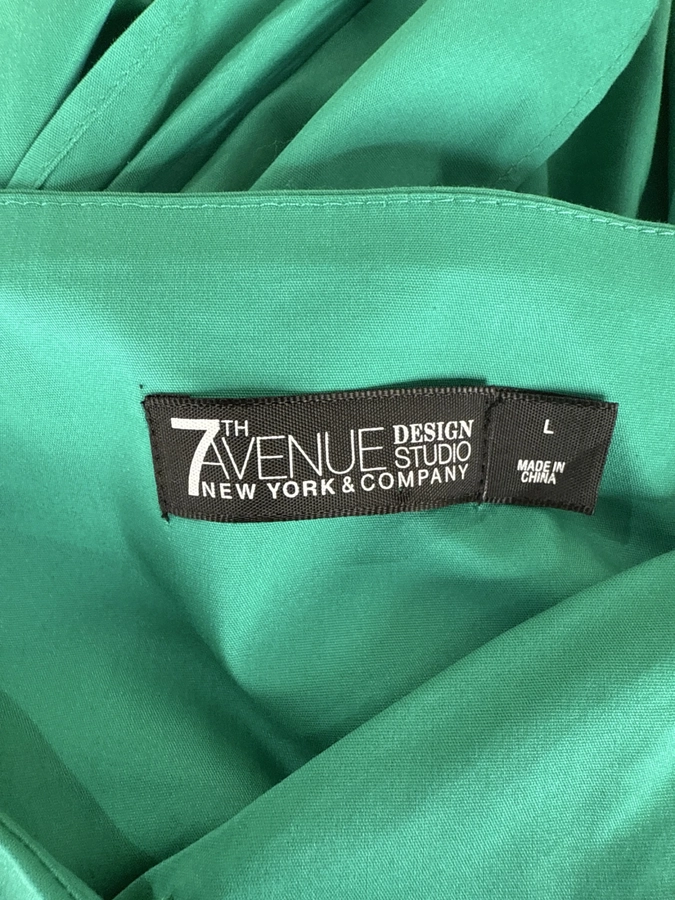 7TH AVENUE DESIGN STUDIO
NEW YORK & COMPANY
L
MADE IN
CHINA